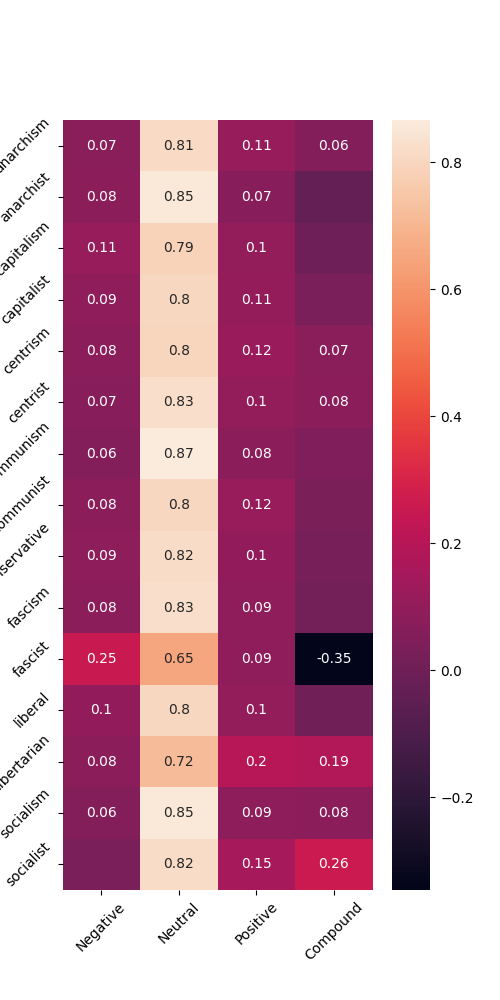 anarchism 0.07 0.81 0.11 0.06
anarchist 0.08 0.85 0.07
capitalism 0.11 0.79 0.1
capitalist 0.09 0.8 0.11
centrism 0.08 0.8 0.12 0.07
centrist 0.07 0.83 0.1 0.08
mmunism 0.06 0.87 0.08
ommunist 0.08 0.8 0.12
servative 0.09 0.82 0.1
fascism 0.08 0.83 0.09
fascist 0.25 0.65 0.09 -0.35
liberal 0.1 0.8 0.1
bertarian 0.08 0.72 0.2 0.19
socialism 0.06 0.85 0.09 0.08
socialist 0.82 0.15 0.26
Negative Neutral Positive Compound
0.8
0.6
0.4
0.2
0.0
−0.2